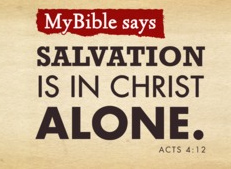 MyBible says
SALVATION
IS IN CHRIST
ALONE.
ACTS 4:12